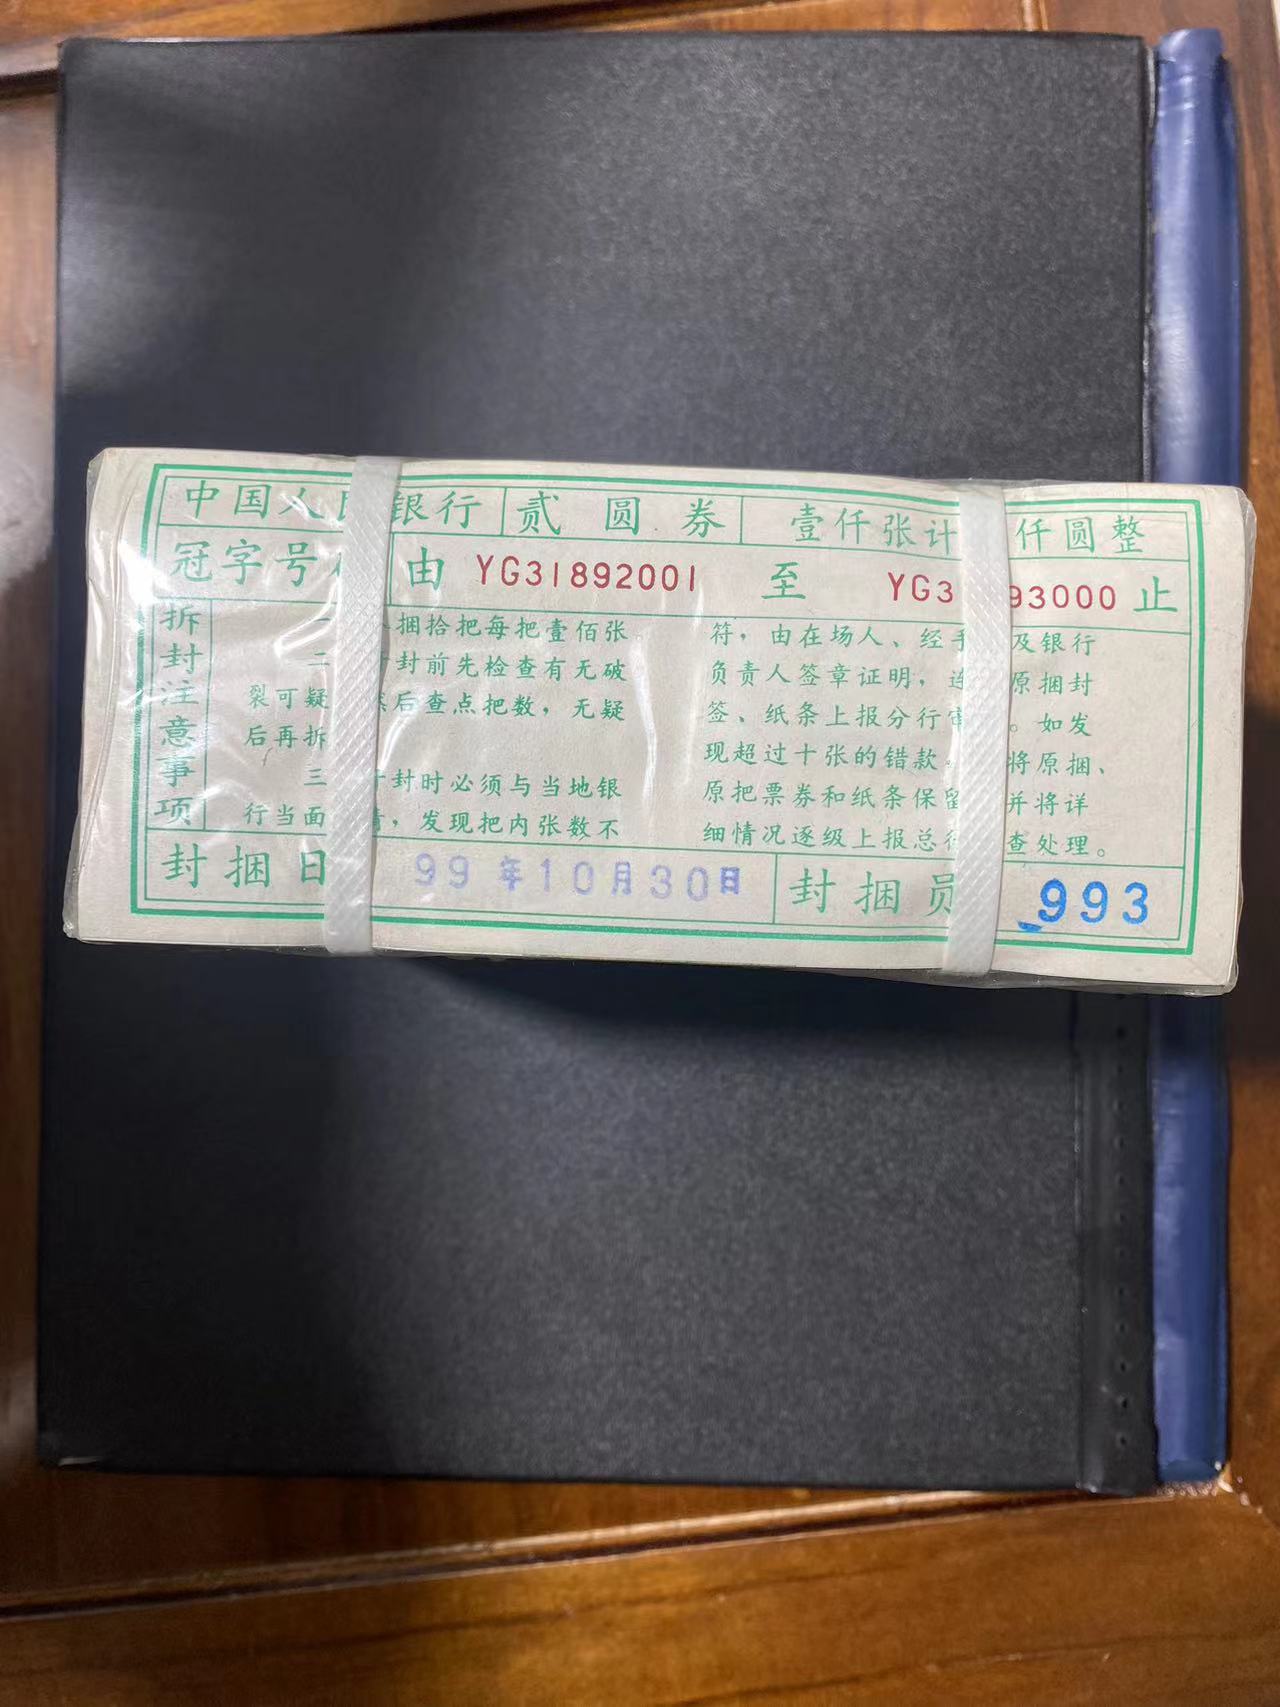 中国人民银行 贰圆券 壹仟张计 仟圆整
冠字号 由 YG31892001 至 YG3 93000 止
拆封注意事项
一 捆拾把每把壹佰张
二 封前先检查有无破
裂可疑 后查点把数，无疑
后再拆
三 封时必须与当地银
行当面 ，发现把内张数不
符，由在场人、经手 及银行
负责人签章证明，连 原捆封
签、纸条上报分行 。如发
现超过十张的错款 将原捆、
原把票券和纸条保留 并将详
细情况逐级上报总行 查处理。
封捆日 99年10月30日 封捆员 993